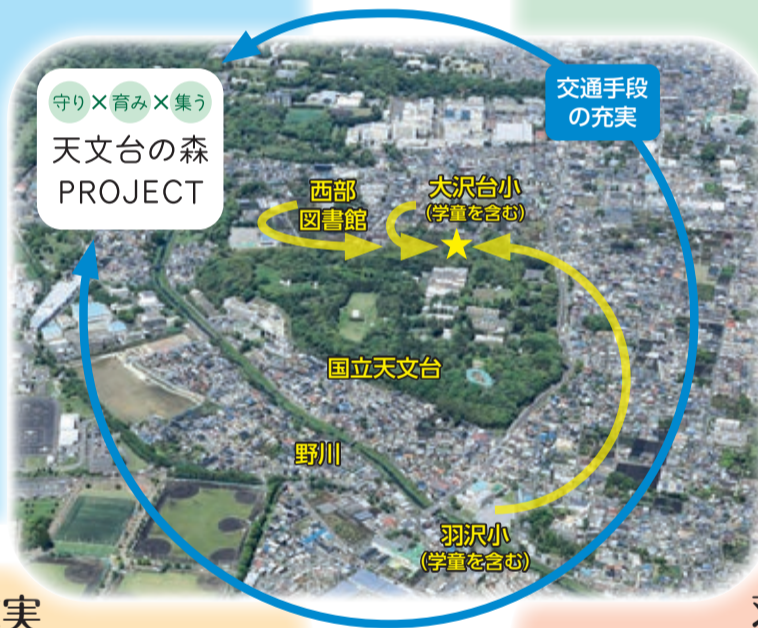 守り×育み×集う
天文台の森
PROJECT
交通手段
の充実
西部
図書館
大沢台小
(学童を含む)
国立天文台
野川
羽沢小
(学童を含む)
実